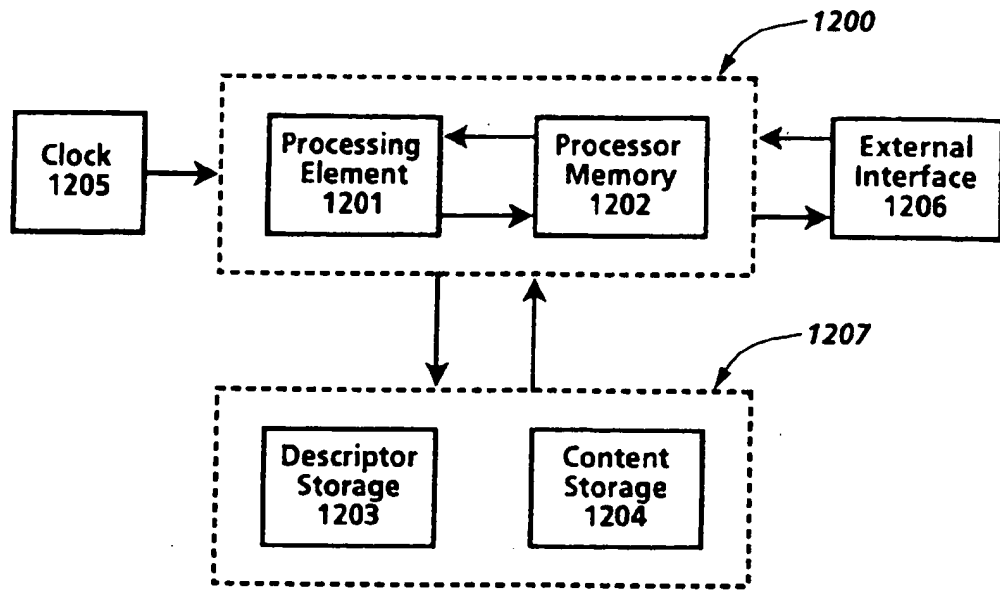 1200
Clock
1205
Processing
Element
1201
Processor
Memory
1202
External
Interface
1206
1207
Descriptor
Storage
1203
Content
Storage
1204